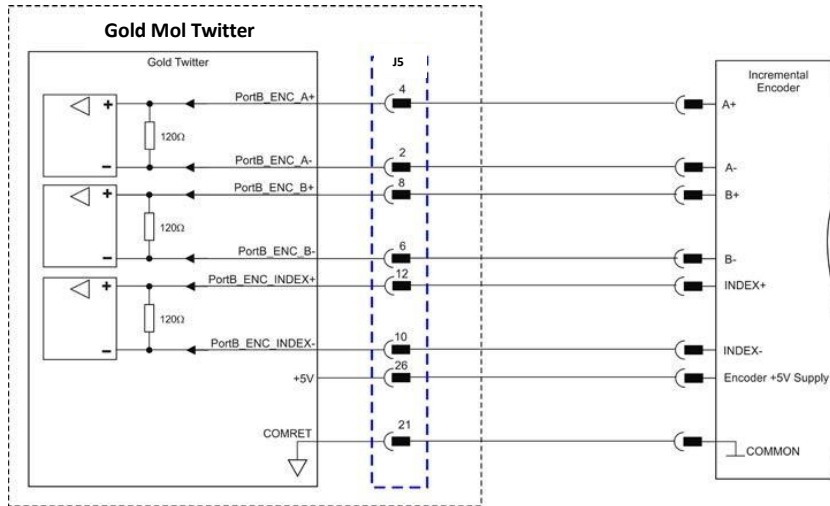 Gold Mol Twitter
Gold Twitter
J5
Incremental
Encoder
PortB_ENC_A+
4
A+
120Ω
PortB_ENC_A-
2
A-
PortB_ENC_B+
8
B+
120Ω
PortB_ENC_B-
6
B-
PortB_ENC_INDEX+
12
INDEX+
120Ω
PortB_ENC_INDEX-
10
INDEX-
+5V
26
Encoder +5V Supply
COMRET
21
COMMON